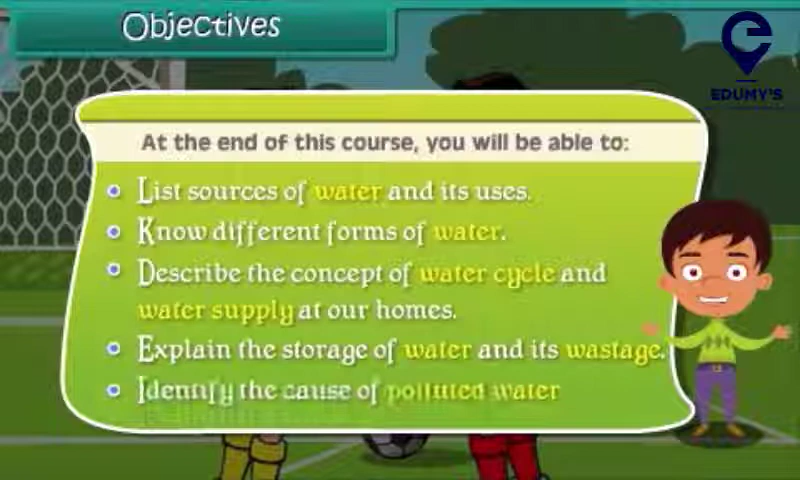 Objectives
EDUMY'S
At the end of this course, you will be able to:
List sources of water and its uses.
Know different forms of water.
Describe the concept of water cycle and
water supply at our homes.
Explain the storage of water and its wastage.
Identify the cause of polluted water